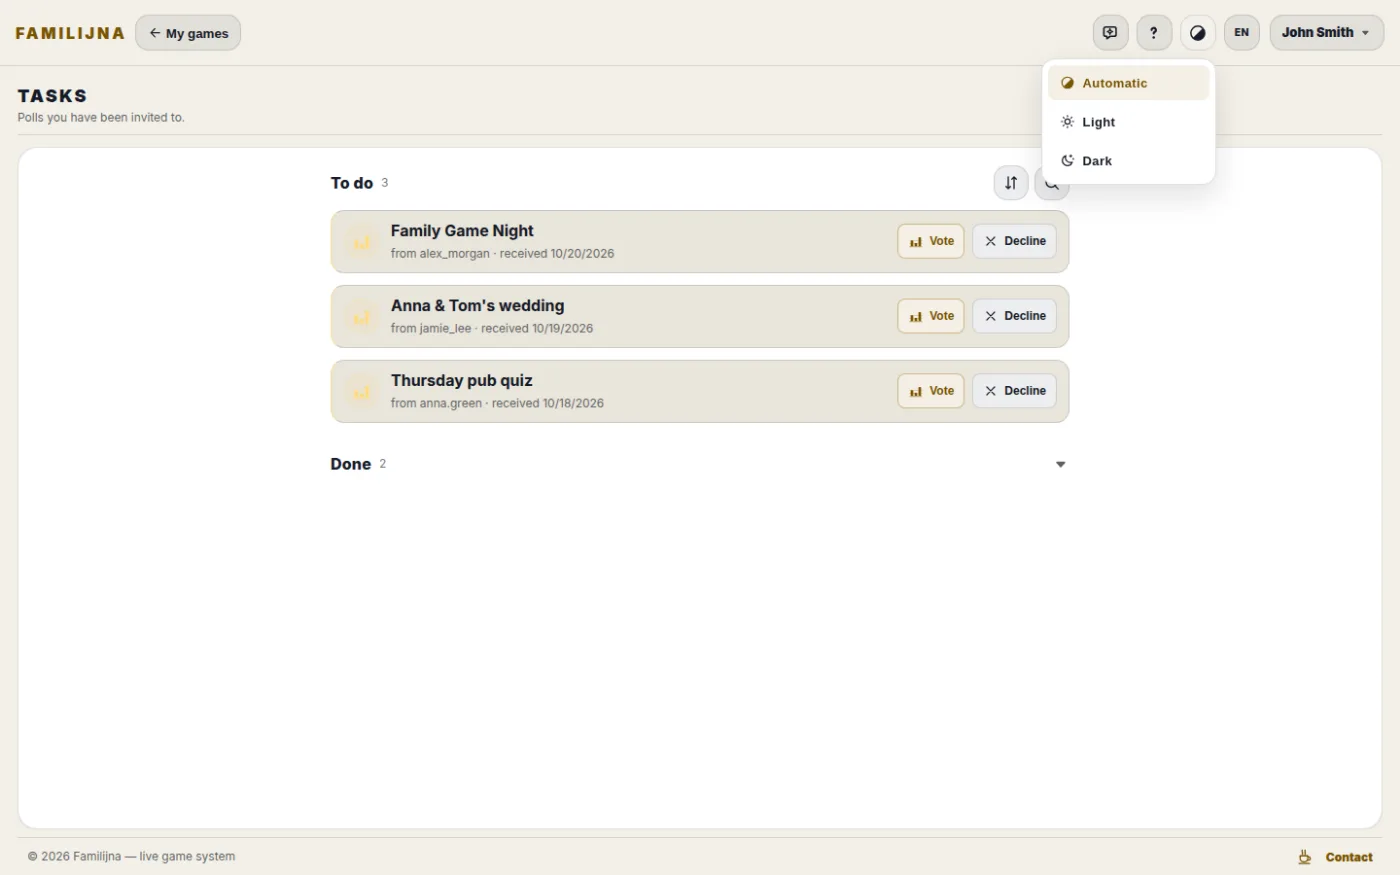 FAMILIJNA
← My games
?
EN
John Smith
Automatic
Light
Dark
TASKS
Polls you have been invited to.
To do 3
Family Game Night
from alex_morgan · received 10/20/2026
Vote
Decline
Anna & Tom's wedding
from jamie_lee · received 10/19/2026
Vote
Decline
Thursday pub quiz
from anna.green · received 10/18/2026
Vote
Decline
Done 2
© 2026 Familijna — live game system
Contact